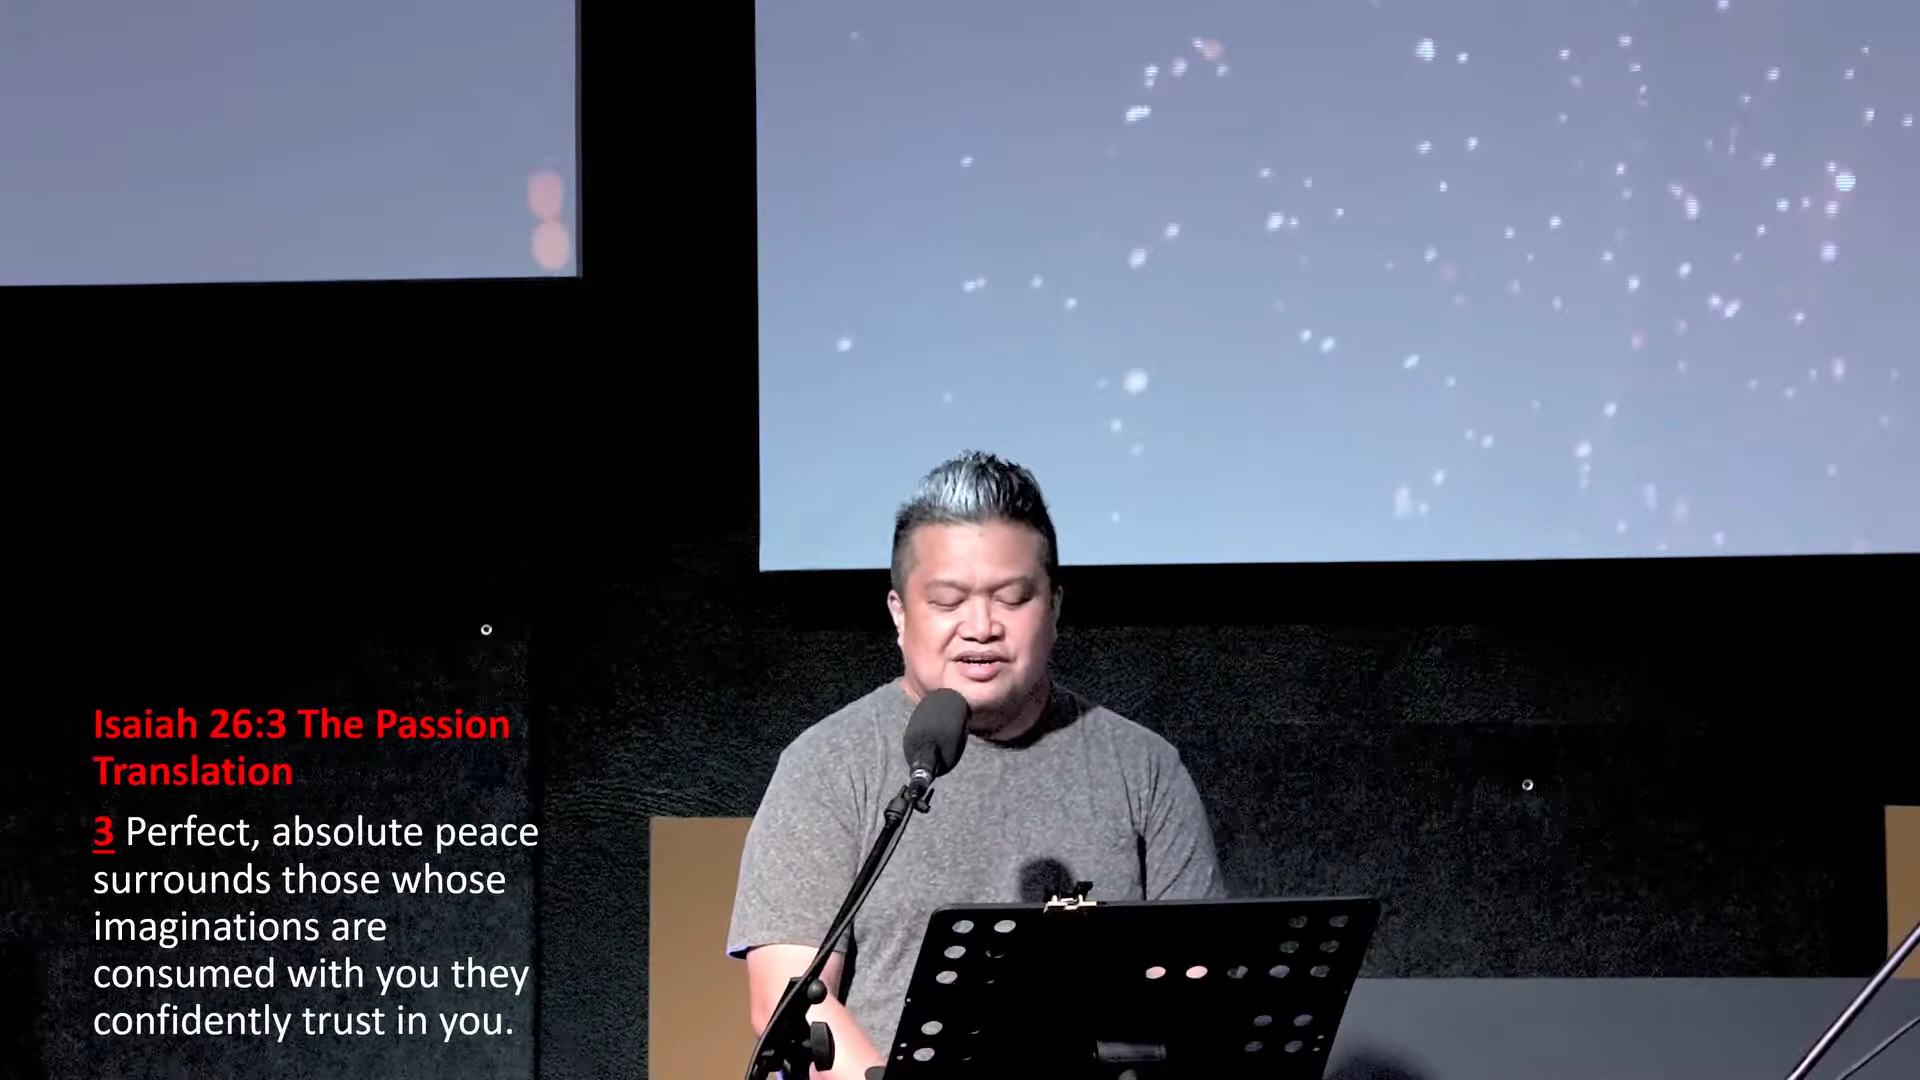 Isaiah 26:3 The Passion
Translation
3 Perfect, absolute peace
surrounds those whose
imaginations are
consumed with you they
confidently trust in you.